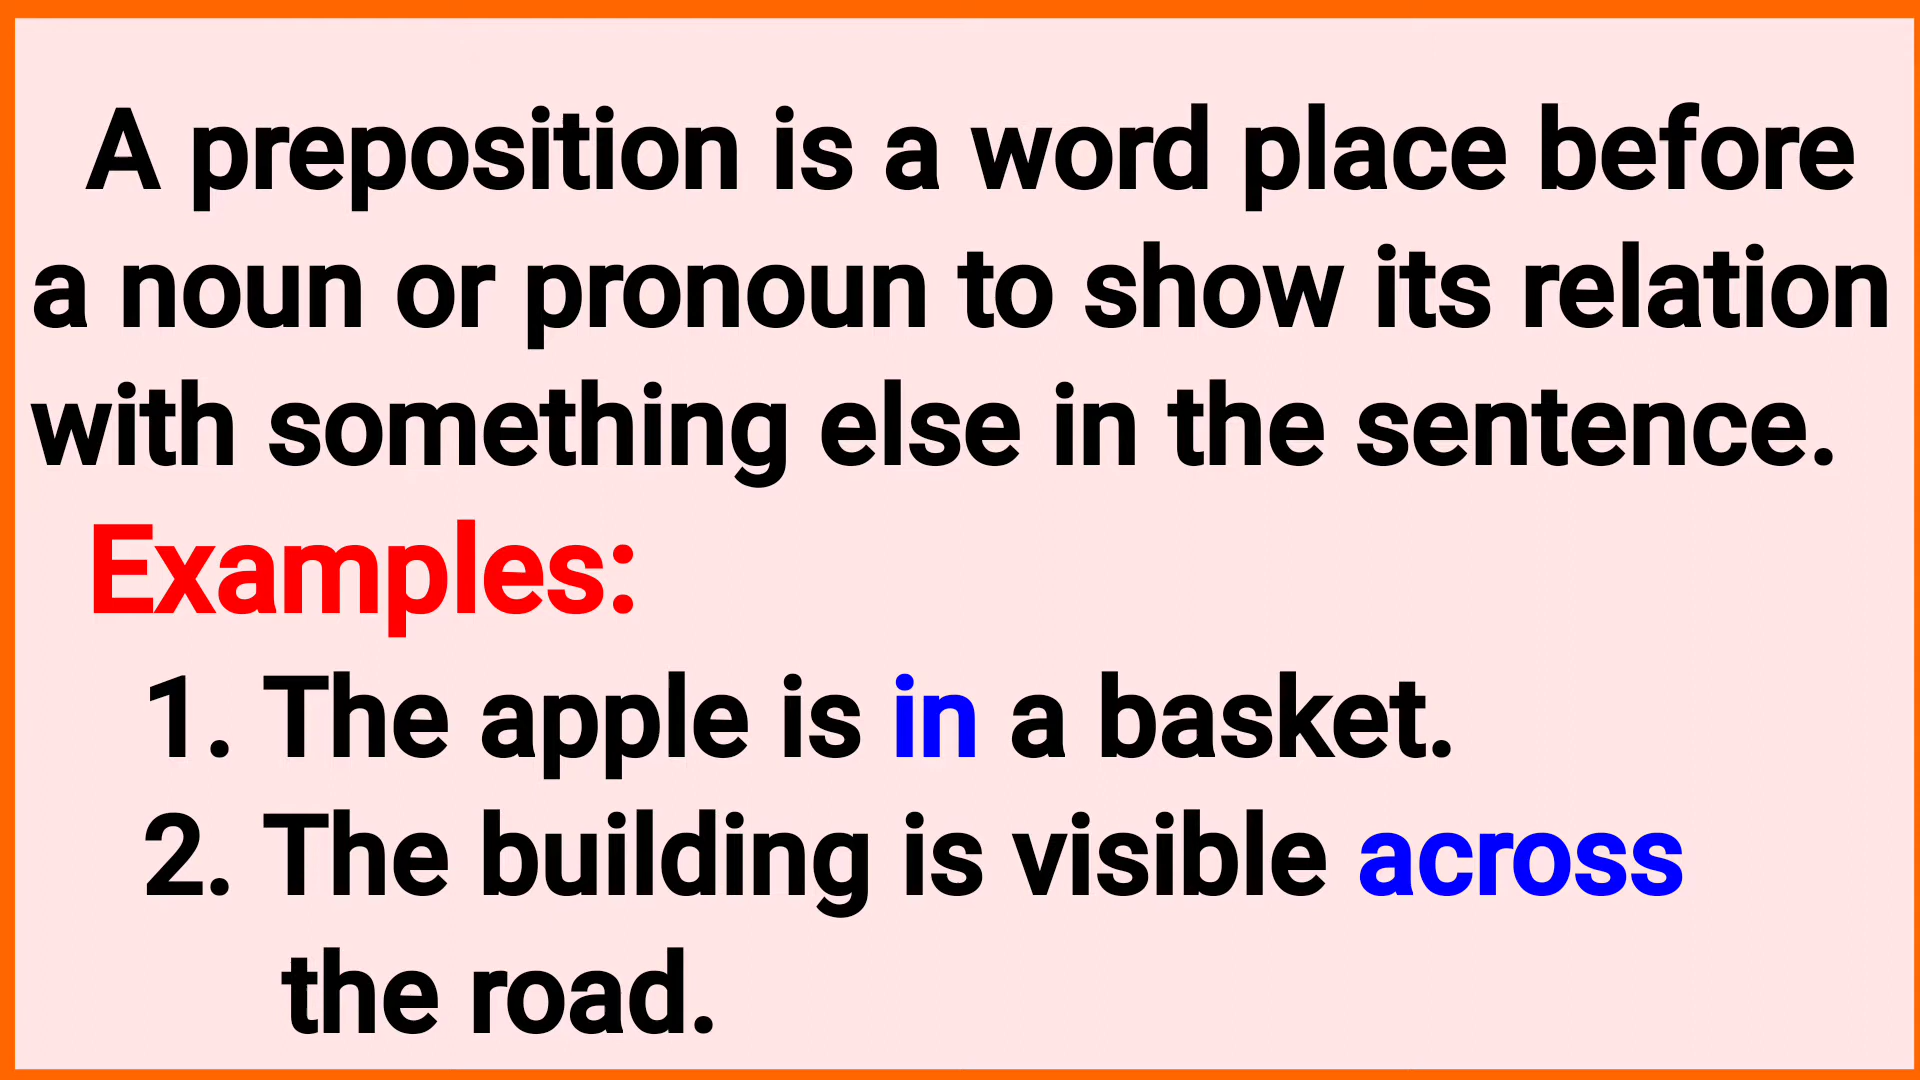 A preposition is a word place before
a noun or pronoun to show its relation
with something else in the sentence.
Examples:
1. The apple is in a basket.
2. The building is visible across
the road.